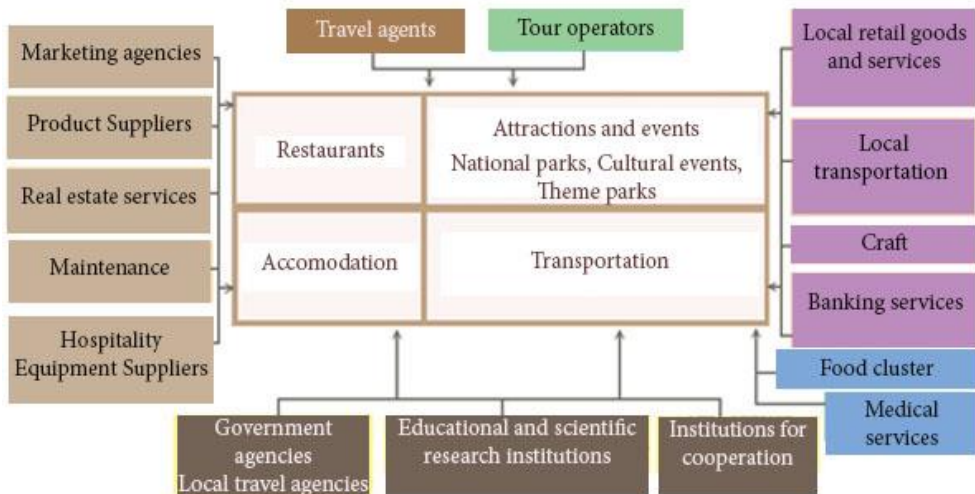 Travel agents
Tour operators
Marketing agencies
Product Suppliers
Real estate services
Maintenance
Hospitality
Equipment Suppliers
Restaurants
Attractions and events
National parks, Cultural events,
Theme parks
Accomodation
Transportation
Local retail goods
and services
Local
transportation
Craft
Banking services
Food cluster
Medical
services
Government
agencies
Local travel agencies
Educational and scientific
research institutions
Institutions for
cooperation